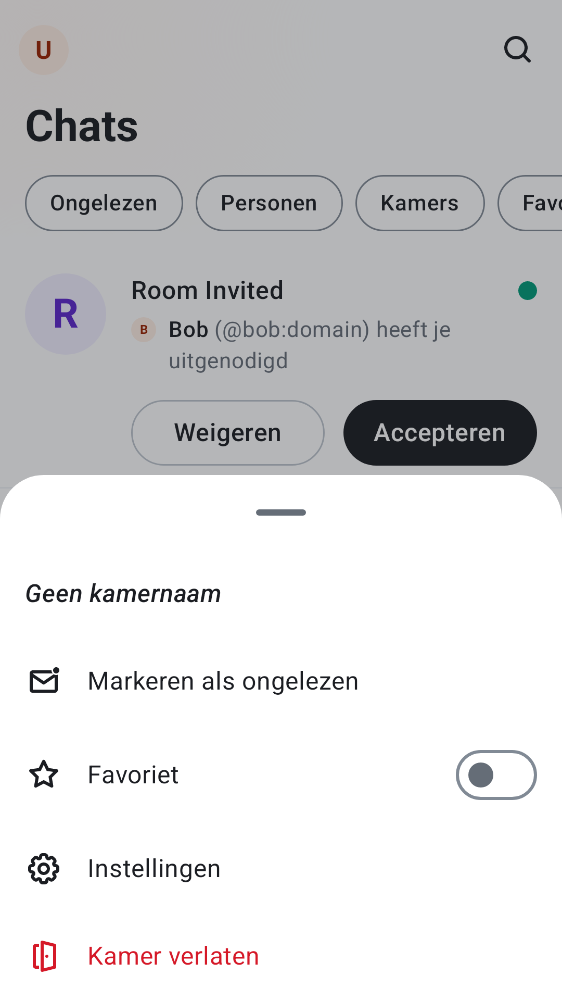 U
Chats
Ongelezen
Personen
Kamers
Favo
R
Room Invited
B
Bob (@bob:domain) heeft je
uitgenodigd
Weigeren
Accepteren
Geen kamernaam
Markeren als ongelezen
Favoriet
Instellingen
Kamer verlaten